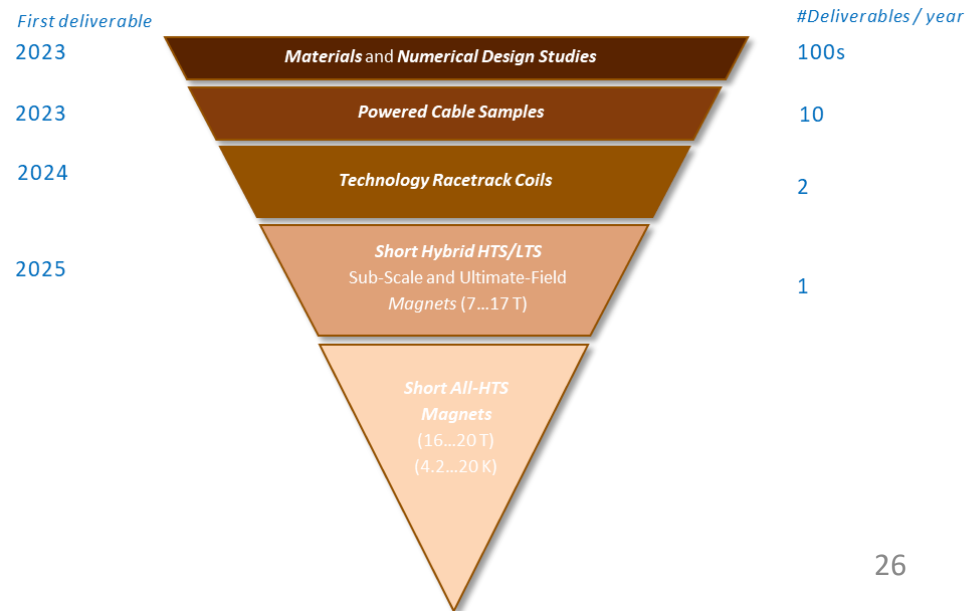 First deliverable
#Deliverables / year
2023
Materials and Numerical Design Studies
100s
2023
Powered Cable Samples
10
2024
Technology Racetrack Coils
2
2025
Short Hybrid HTS/LTS
Sub-Scale and Ultimate-Field
Magnets (7...17 T)
1
Short All-HTS
Magnets
(16...20 T)
(4.2...20 K)
26